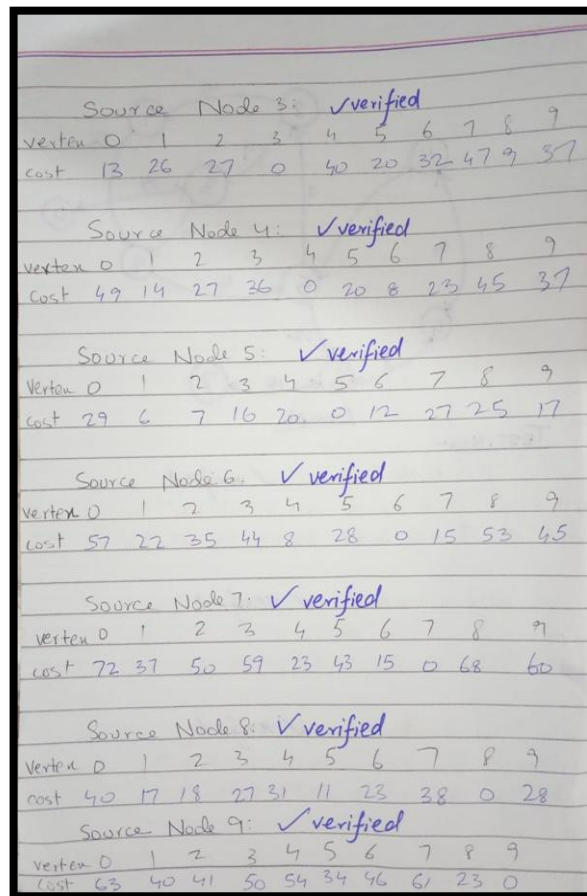 Source Node 3: ✓verified
verten 0 1 2 3 4 5 6 7 8 9
cost 13 26 27 0 40 20 32 47 9 37
Source Node 4: ✓verified
verten 0 1 2 3 4 5 6 7 8 9
cost 49 14 27 36 0 20 8 23 45 37
Source Node 5: ✓verified
Verten 0 1 2 3 4 5 6 7 8 9
cost 29 6 7 16 20 0 12 27 25 17
Source Node 6. ✓verified
verten 0 1 2 3 4 5 6 7 8 9
cost 57 22 35 44 8 28 0 15 53 45
Source Node 7: ✓verified
verten 0 1 2 3 4 5 6 7 8 9
cost 72 37 50 59 23 43 15 0 68 60
Source Node 8: ✓verified
verten 0 1 2 3 4 5 6 7 8 9
cost 40 17 18 27 31 11 23 38 0 28
Source Node 9: ✓verified
verten 0 1 2 3 4 5 6 7 8 9
cost 63 40 41 50 54 34 46 61 23 0